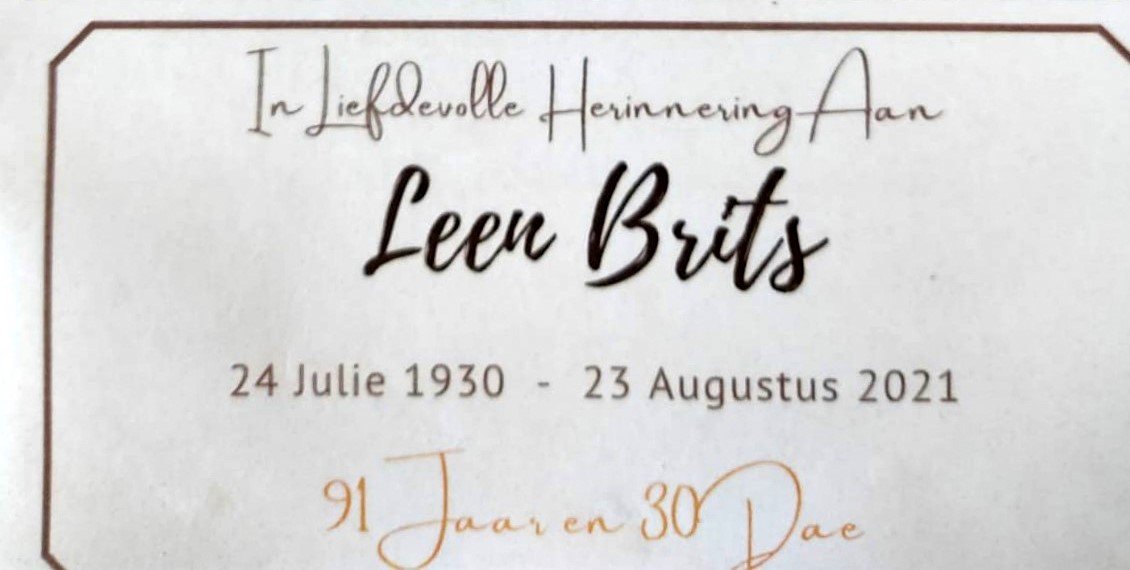 In Liefdevolle Herinnering Aan
Leen Brits
24 Julie 1930 - 23 Augustus 2021
91 Jaar en 30 Dae